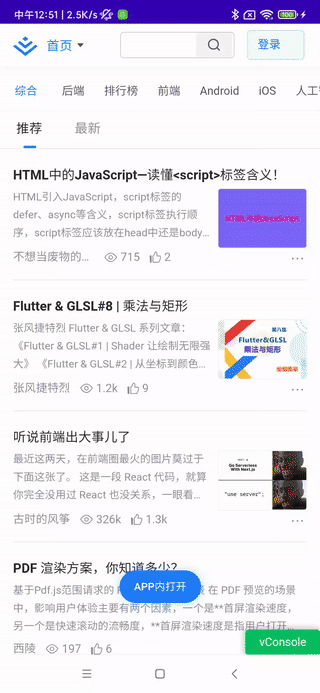 中午12:51 | 2.5K/s
首页
登录
综合 后端 排行榜 前端 Android iOS 人工
推荐 最新
HTML中的JavaScript—读懂<script>标签含义！
HTML引入JavaScript，script标签的
defer、async等含义，script标签执行顺
序，script标签应该放在head中还是body...
不想当废物的... 715 2
Flutter & GLSL#8 | 乘法与矩形
张风捷特烈 Flutter & GLSL 系列文章：
《Flutter & GLSL#1 | Shader 让绘制无限强
大》 《Flutter & GLSL#2 | 从坐标到颜色...
第八集
Flutter&GLSL
乘法与矩形
张风捷特烈 1.2k 9
听说前端出大事儿了
最近这两天，在前端圈最火的图片莫过于
下面这张了。 这是一段 React 代码，就算
你完全没用过 React 也没关系，一眼看...
Go Serverless
With Next.js
"use server";
古时的风筝 326k 1.3k
PDF 渲染方案，你知道多少？
基于Pdf.js范围请求的
在 PDF 预览的场景
APP内打开
中，影响用户体验主要有两个因素，一个是**首屏渲染速度，
另一个是快速滚动的流畅度，**首屏渲染速度是指用户打开...
西陵 197 6
vConsole